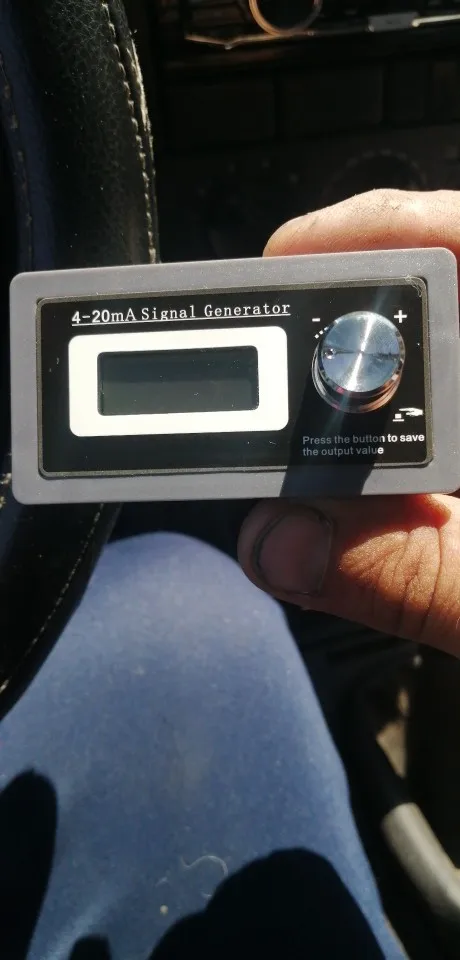 4-20mA Signal Generator
- +
Press the button to save
the output value